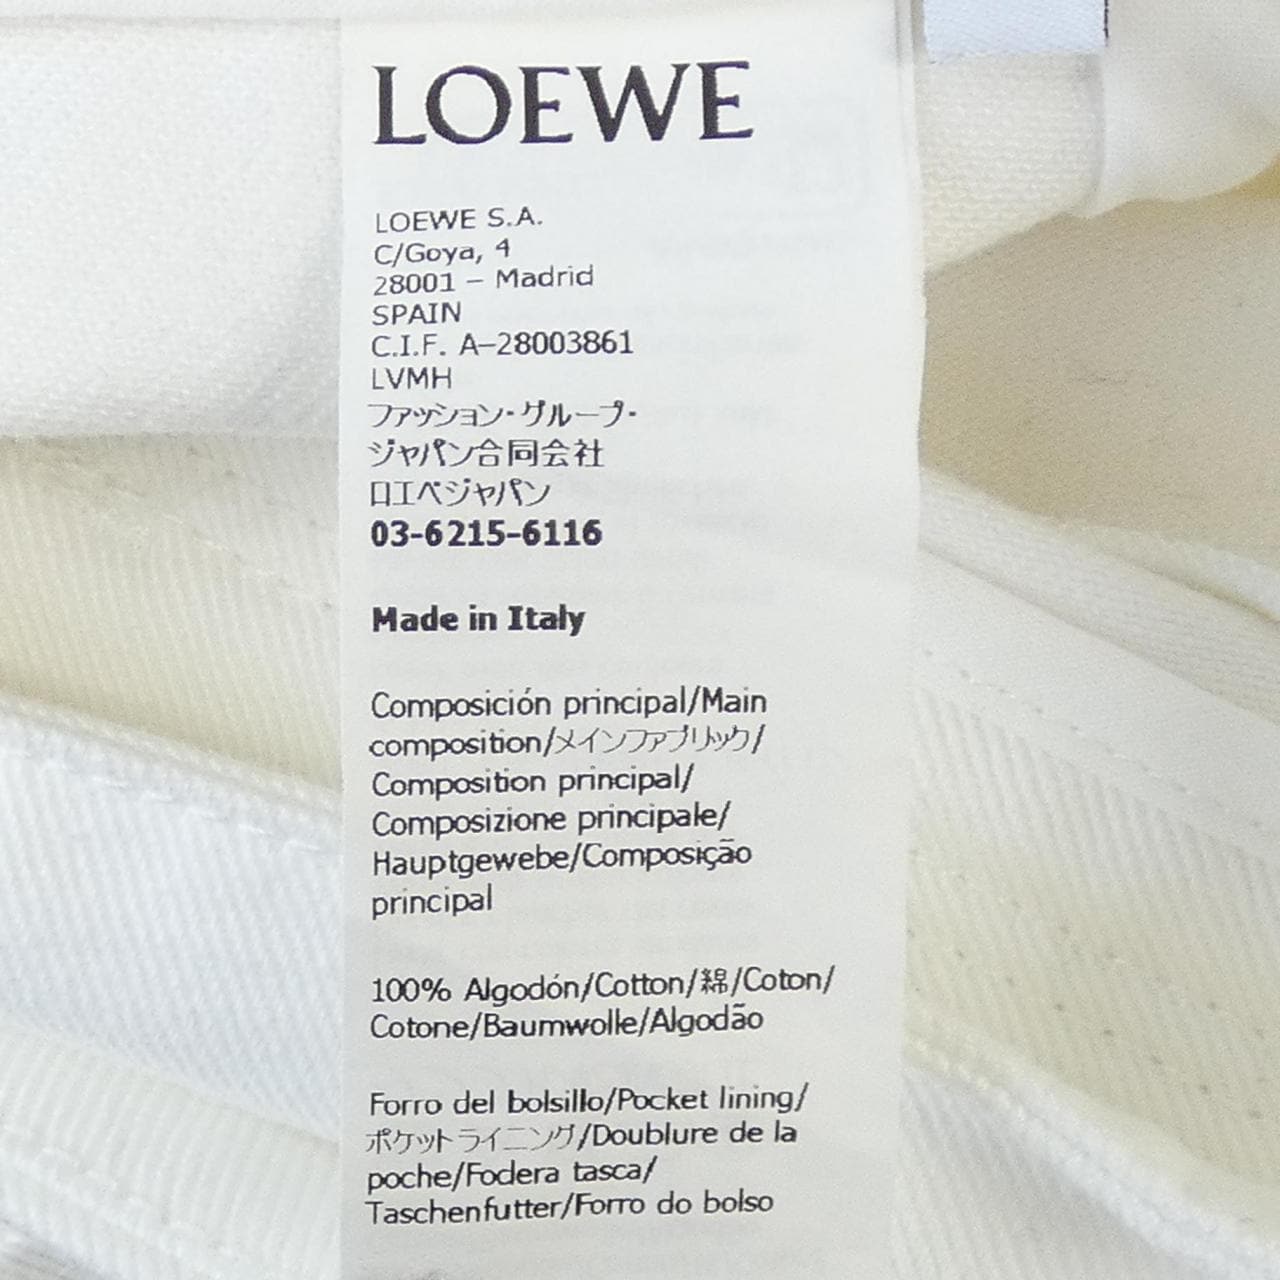 LOEWE
LOEWE S.A.
C/Goya, 4
28001 – Madrid
SPAIN
C.I.F. A–28003861
LVMH
ファッション・グループ・
ジャパン合同会社
ロエベジャパン
03-6215-6116
Made in Italy
Composición principal/Main
composition/メインファブリック/
Composition principal/
Composizione principale/
Hauptgewebe/Composição
principal
100% Algodón/Cotton/綿/Coton/
Cotone/Baumwolle/Algodão
Forro del bolsillo/Pocket lining/
ポケットライニング/Doublure de la
poche/Fodera tasca/
Taschenfutter/Forro do bolso